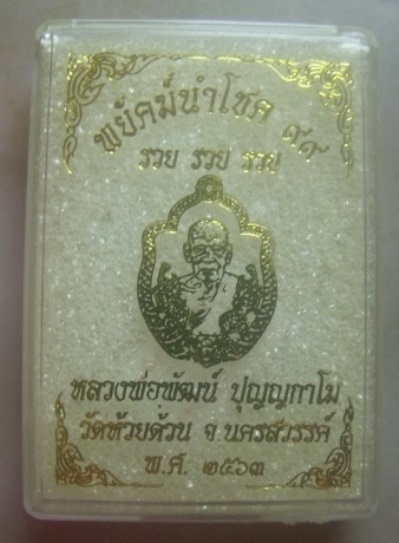 พยัคฆ์นำโชค ๙๙
รวย รวย รวย
หลวงพ่อพัฒน์ ปุญญกาโม
วัดห้วยด้วน จ.นครสวรรค์
พ.ศ. ๒๕๖๓